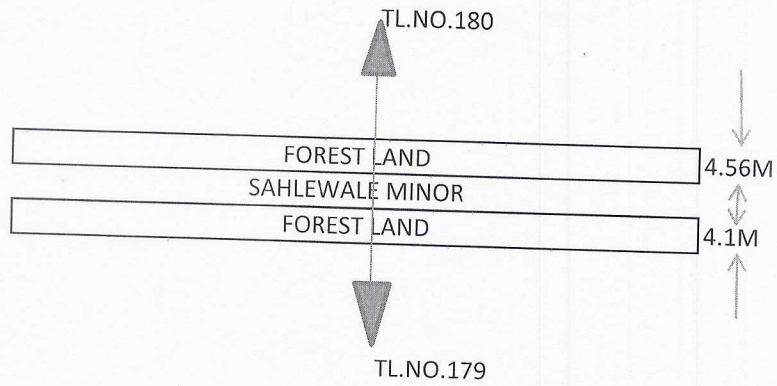 TL.NO.180
FOREST LAND
4.56M
SAHLEWALE MINOR
FOREST LAND
4.1M
TL.NO.179